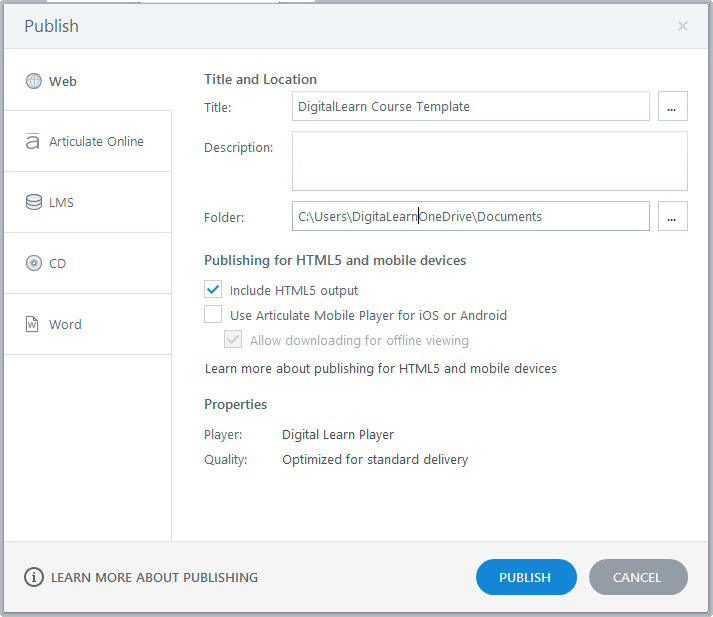 Publish
Web
Articulate Online
LMS
CD
Word
Title and Location
Title: DigitalLearn Course Template ...
Description:
Folder: C:\Users\DigitaLearnOneDrive\Documents ...
Publishing for HTML5 and mobile devices
Include HTML5 output
Use Articulate Mobile Player for iOS or Android
Allow downloading for offline viewing
Learn more about publishing for HTML5 and mobile devices
Properties
Player: Digital Learn Player
Quality: Optimized for standard delivery
LEARN MORE ABOUT PUBLISHING
PUBLISH CANCEL